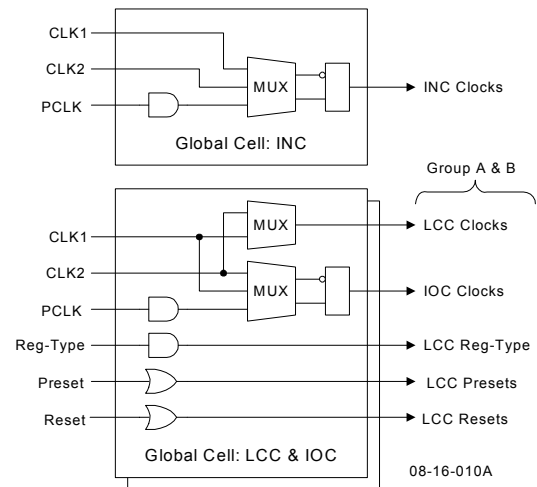 CLK1
CLK2
PCLK
MUX
INC Clocks
Global Cell: INC
Group A & B
MUX
LCC Clocks
CLK1
CLK2
MUX
IOC Clocks
PCLK
Reg-Type
LCC Reg-Type
Preset
LCC Presets
Reset
LCC Resets
Global Cell: LCC & IOC
08-16-010A